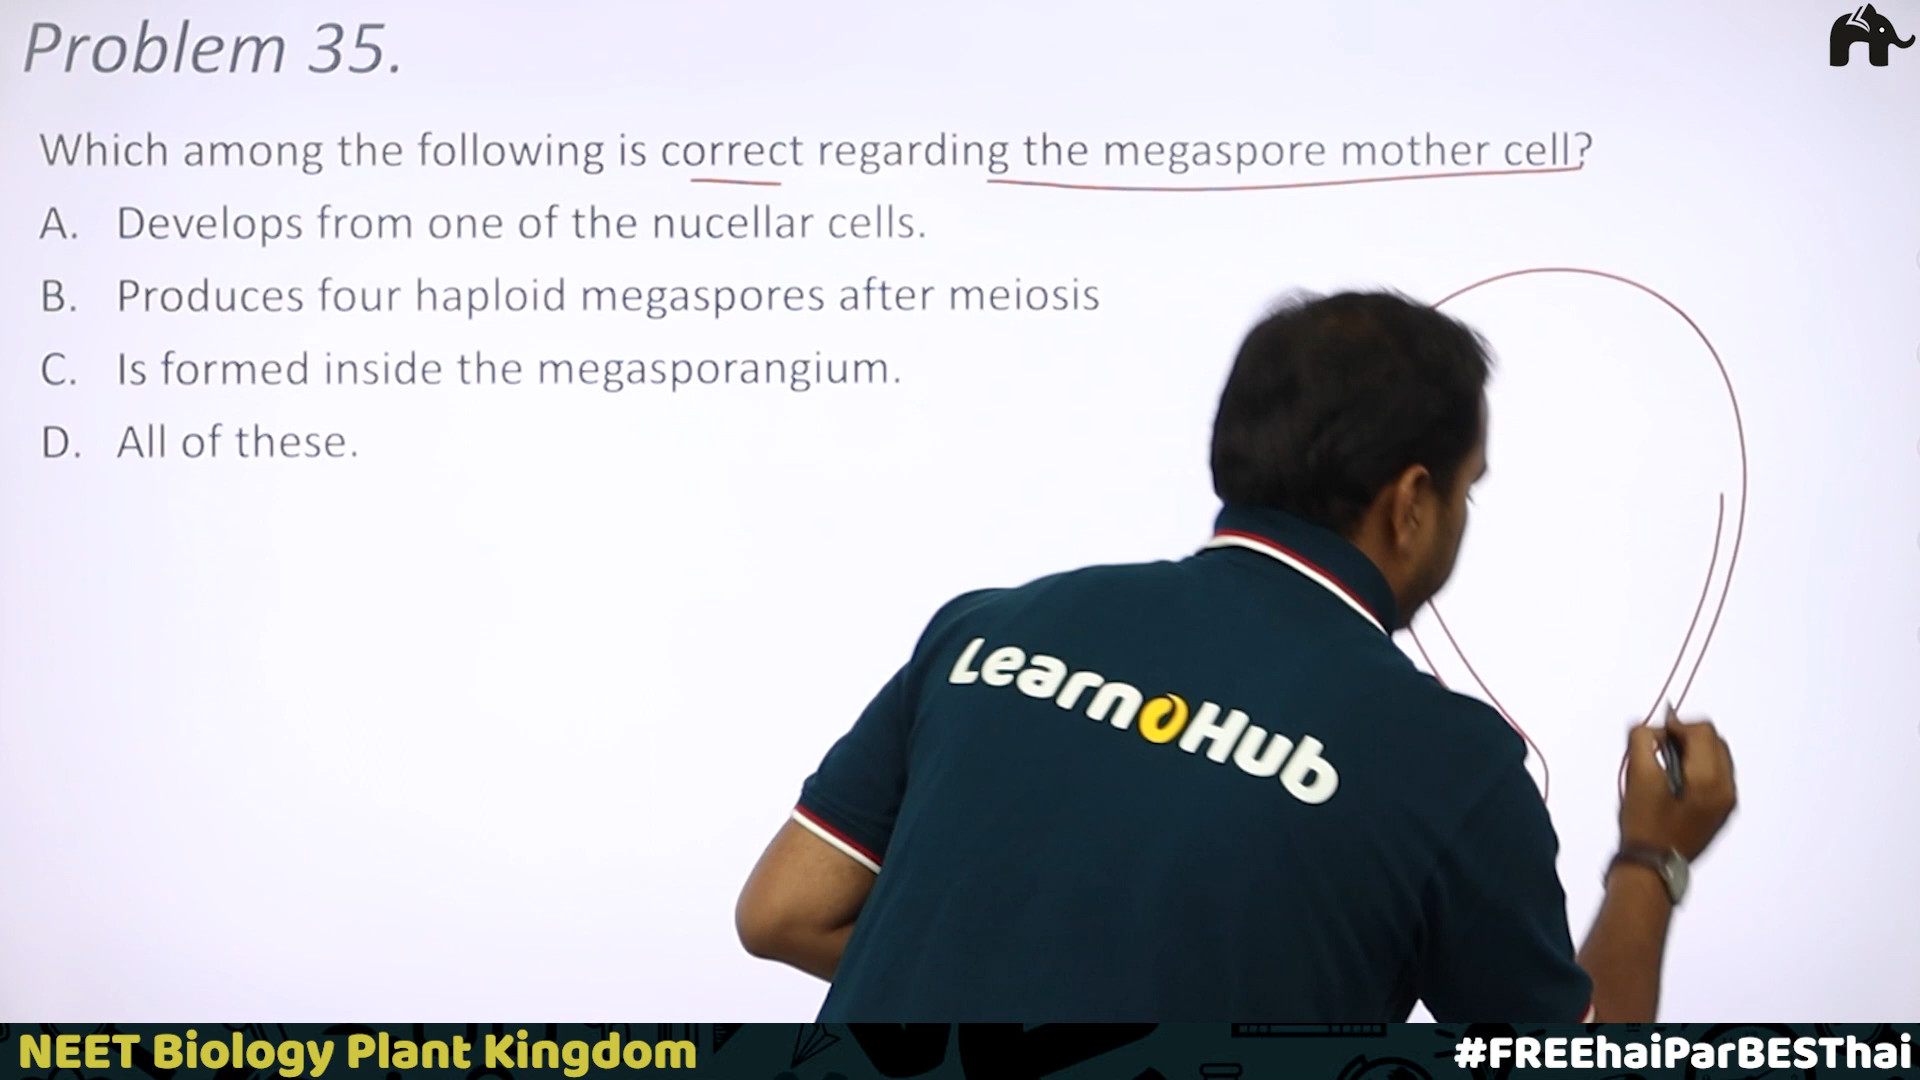 Problem 35.
Which among the following is correct regarding the megaspore mother cell?
A. Develops from one of the nucellar cells.
B. Produces four haploid megaspores after meiosis
C. Is formed inside the megasporangium.
D. All of these.
LearnoHub
NEET Biology Plant Kingdom
#FREEhaiParBESThai